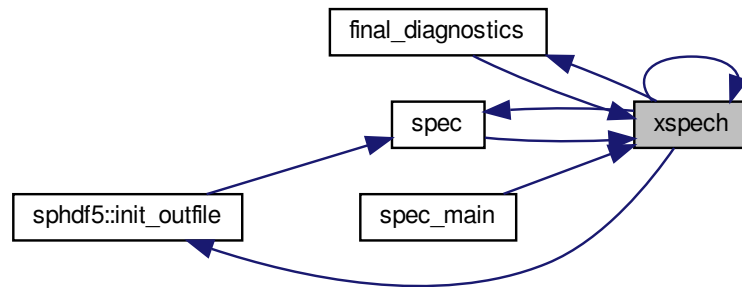 final_diagnostics
spec
xspech
sphdf5::init_outfile
spec_main